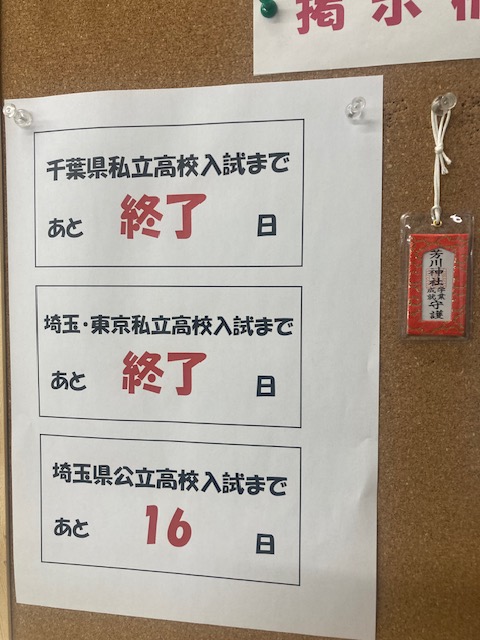 掲示
千葉県私立高校入試まで
あと 終了 日
埼玉・東京私立高校入試まで
あと 終了 日
埼玉県公立高校入試まで
あと 16 日
芳川神社
学業成就
守護